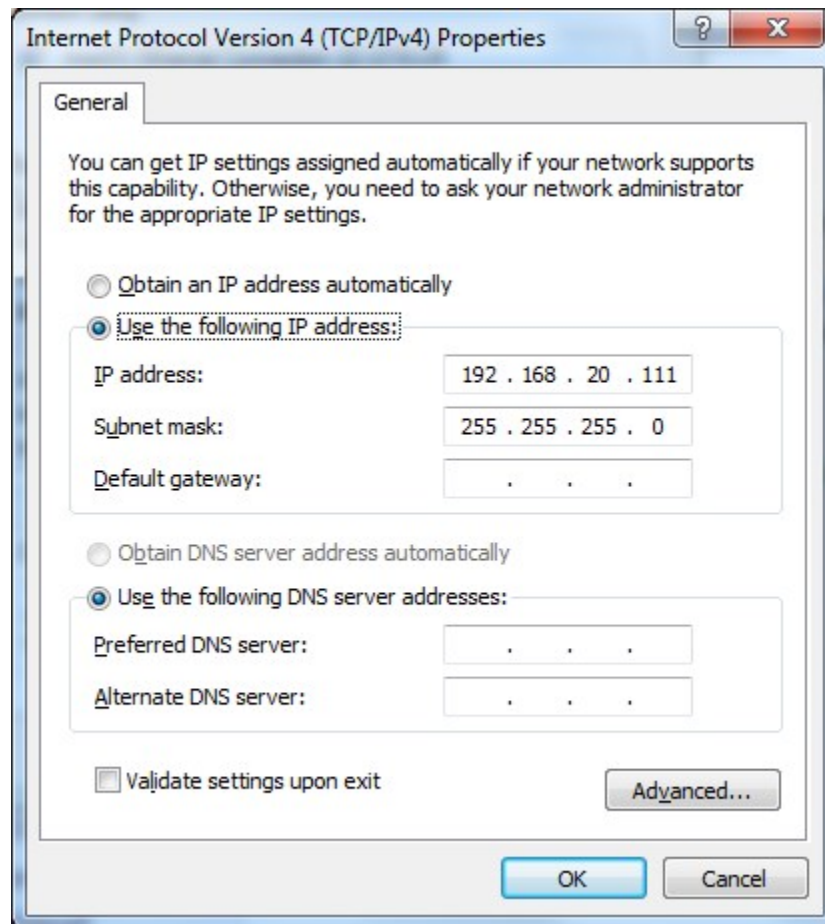 Internet Protocol Version 4 (TCP/IPv4) Properties
General
You can get IP settings assigned automatically if your network supports
this capability. Otherwise, you need to ask your network administrator
for the appropriate IP settings.
Obtain an IP address automatically
Use the following IP address:
IP address: 192 . 168 . 20 . 111
Subnet mask: 255 . 255 . 255 . 0
Default gateway: . . .
Obtain DNS server address automatically
Use the following DNS server addresses:
Preferred DNS server: . . .
Alternate DNS server: . . .
Validate settings upon exit
Advanced...
OK Cancel